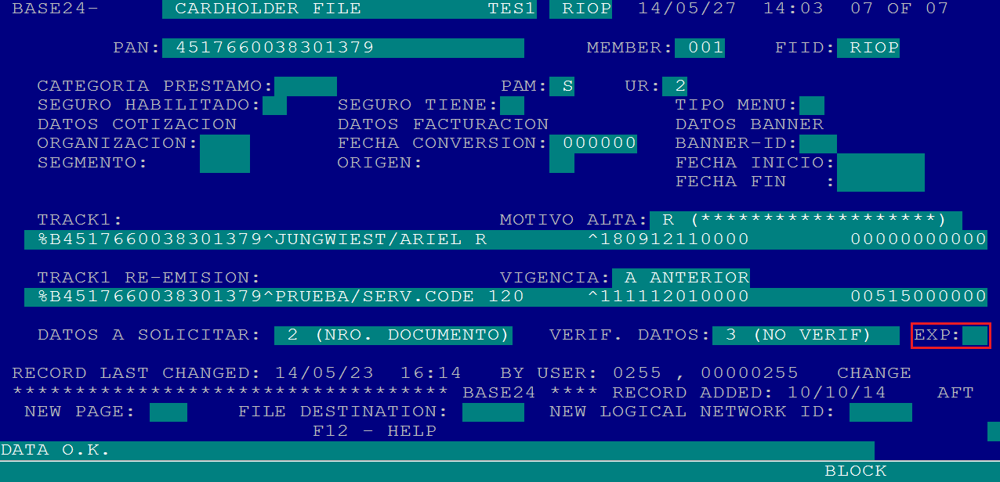 BASE24- CARDHOLDER FILE TES1 RIOP 14/05/27 14:03 07 OF 07
PAN: 4517660038301379 MEMBER: 001 FIID: RIOP
CATEGORIA PRESTAMO: PAM: S UR: 2
SEGURO HABILITADO: SEGURO TIENE: TIPO MENU:
DATOS COTIZACION DATOS FACTURACION DATOS BANNER
ORGANIZACION: FECHA CONVERSION: 000000 BANNER-ID:
SEGMENTO: ORIGEN: FECHA INICIO:
FECHA FIN :
TRACK1: MOTIVO ALTA: R (*******************)
%B4517660038301379^JUNGWIEST/ARIEL R ^180912110000 00000000000
TRACK1 RE-EMISION: VIGENCIA: A ANTERIOR
%B4517660038301379^PRUEBA/SERV.CODE 120 ^111112010000 00515000000
DATOS A SOLICITAR: 2 (NRO. DOCUMENTO) VERIF. DATOS: 3 (NO VERIF) EXP:
RECORD LAST CHANGED: 14/05/23 16:14 BY USER: 0255 , 00000255 CHANGE
*********************************** BASE24 **** RECORD ADDED: 10/10/14 AFT
NEW PAGE: FILE DESTINATION: NEW LOGICAL NETWORK ID:
F12 - HELP
DATA O.K.
BLOCK